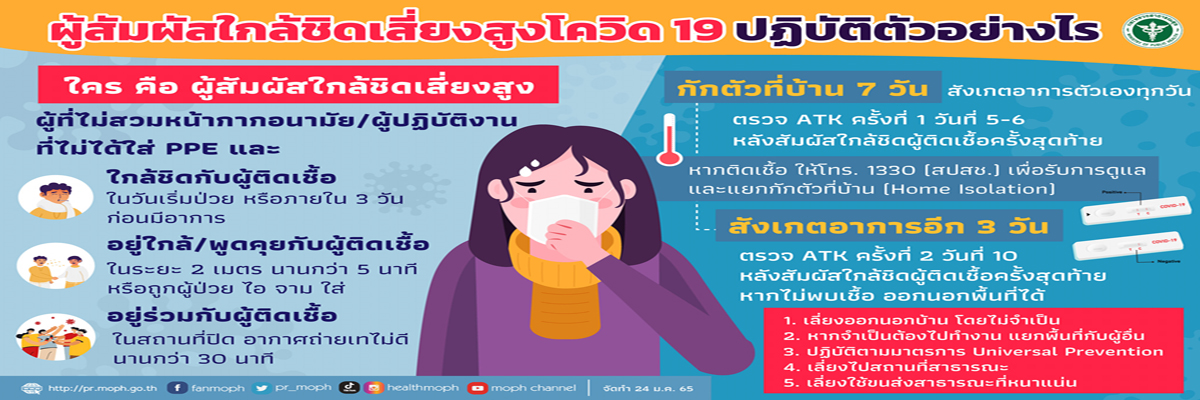 ผู้สัมผัสใกล้ชิดเสี่ยงสูงโควิด 19 ปฏิบัติตัวอย่างไร
ใคร คือ ผู้สัมผัสใกล้ชิดเสี่ยงสูง
ผู้ที่ไม่สวมหน้ากากอนามัย/ผู้ปฏิบัติงาน
ที่ไม่ได้ใส่ PPE และ
ใกล้ชิดกับผู้ติดเชื้อ
ในวันเริ่มป่วย หรือภายใน 3 วัน
ก่อนมีอาการ
อยู่ใกล้/พูดคุยกับผู้ติดเชื้อ
ในระยะ 2 เมตร นานกว่า 5 นาที
หรือถูกผู้ป่วย ไอ จาม ใส่
อยู่ร่วมกับผู้ติดเชื้อ
ในสถานที่ปิด อากาศถ่ายเทไม่ดี
นานกว่า 30 นาที
http://pr.moph.go.th fanmoph pr_moph healthmoph moph channel จัดทำ 24 ม.ค. 65
กักตัวที่บ้าน 7 วัน สังเกตอาการตัวเองทุกวัน
ตรวจ ATK ครั้งที่ 1 วันที่ 5-6
หลังสัมผัสใกล้ชิดผู้ติดเชื้อครั้งสุดท้าย
หากติดเชื้อ ให้โทร. 1330 (สปสช.) เพื่อรับการดูแล
และแยกกักตัวที่บ้าน (Home Isolation)
Positive
COVID-19
COVID-19
Negative
สังเกตอาการอีก 3 วัน
ตรวจ ATK ครั้งที่ 2 วันที่ 10
หลังสัมผัสใกล้ชิดผู้ติดเชื้อครั้งสุดท้าย
หากไม่พบเชื้อ ออกนอกพื้นที่ได้
1. เลี่ยงออกนอกบ้าน โดยไม่จำเป็น
2. หากจำเป็นต้องไปทำงาน แยกพื้นที่กับผู้อื่น
3. ปฏิบัติตามมาตรการ Universal Prevention
4. เลี่ยงไปสถานที่สาธารณะ
5. เลี่ยงใช้ขนส่งสาธารณะที่หนาแน่น